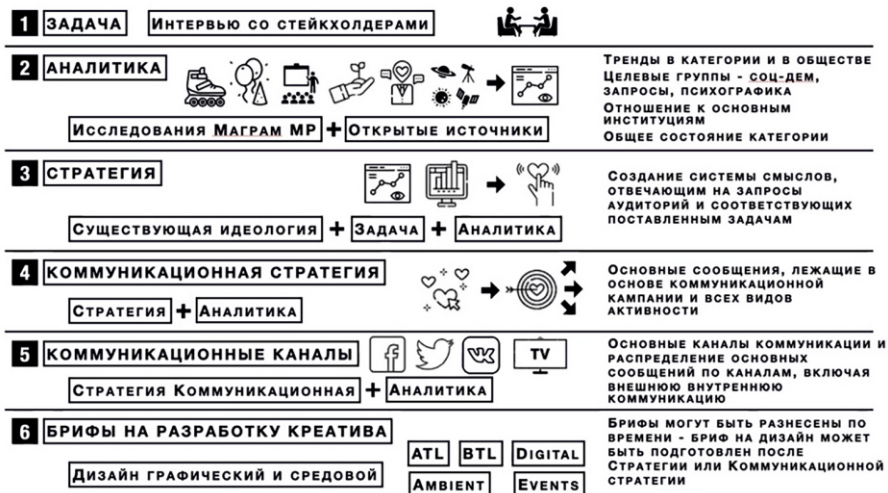 1 ЗАДАЧА Интервью со стейкхолдерами
2 АНАЛИТИКА
Исследования Маграм МР + Открытые источники
Тренды в категории и в обществе
Целевые группы - соц-дем,
запросы, психографика
Отношение к основным
институциям
Общее состояние категории
3 СТРАТЕГИЯ
Существующая идеология + Задача + Аналитика
Создание системы смыслов,
отвечающим на запросы
аудиторий и соответствующих
поставленным задачам
4 КОММУНИКАЦИОННАЯ СТРАТЕГИЯ
Стратегия + Аналитика
Основные сообщения, лежащие в
основе коммуникационной
кампании и всех видов
активности
5 КОММУНИКАЦИОННЫЕ КАНАЛЫ f VK TV
Стратегия Коммуникационная + Аналитика
Основные каналы коммуникации и
распределение основных
сообщений по каналам, включая
внешнюю внутреннюю
коммуникацию
6 БРИФЫ НА РАЗРАБОТКУ КРЕАТИВА
Дизайн графический и средовой
ATL BTL Digital
Ambient Events
Брифы могут быть разнесены по
времени - бриф на дизайн может
быть подготовлен после
Стратегии или Коммуникационной
стратегии